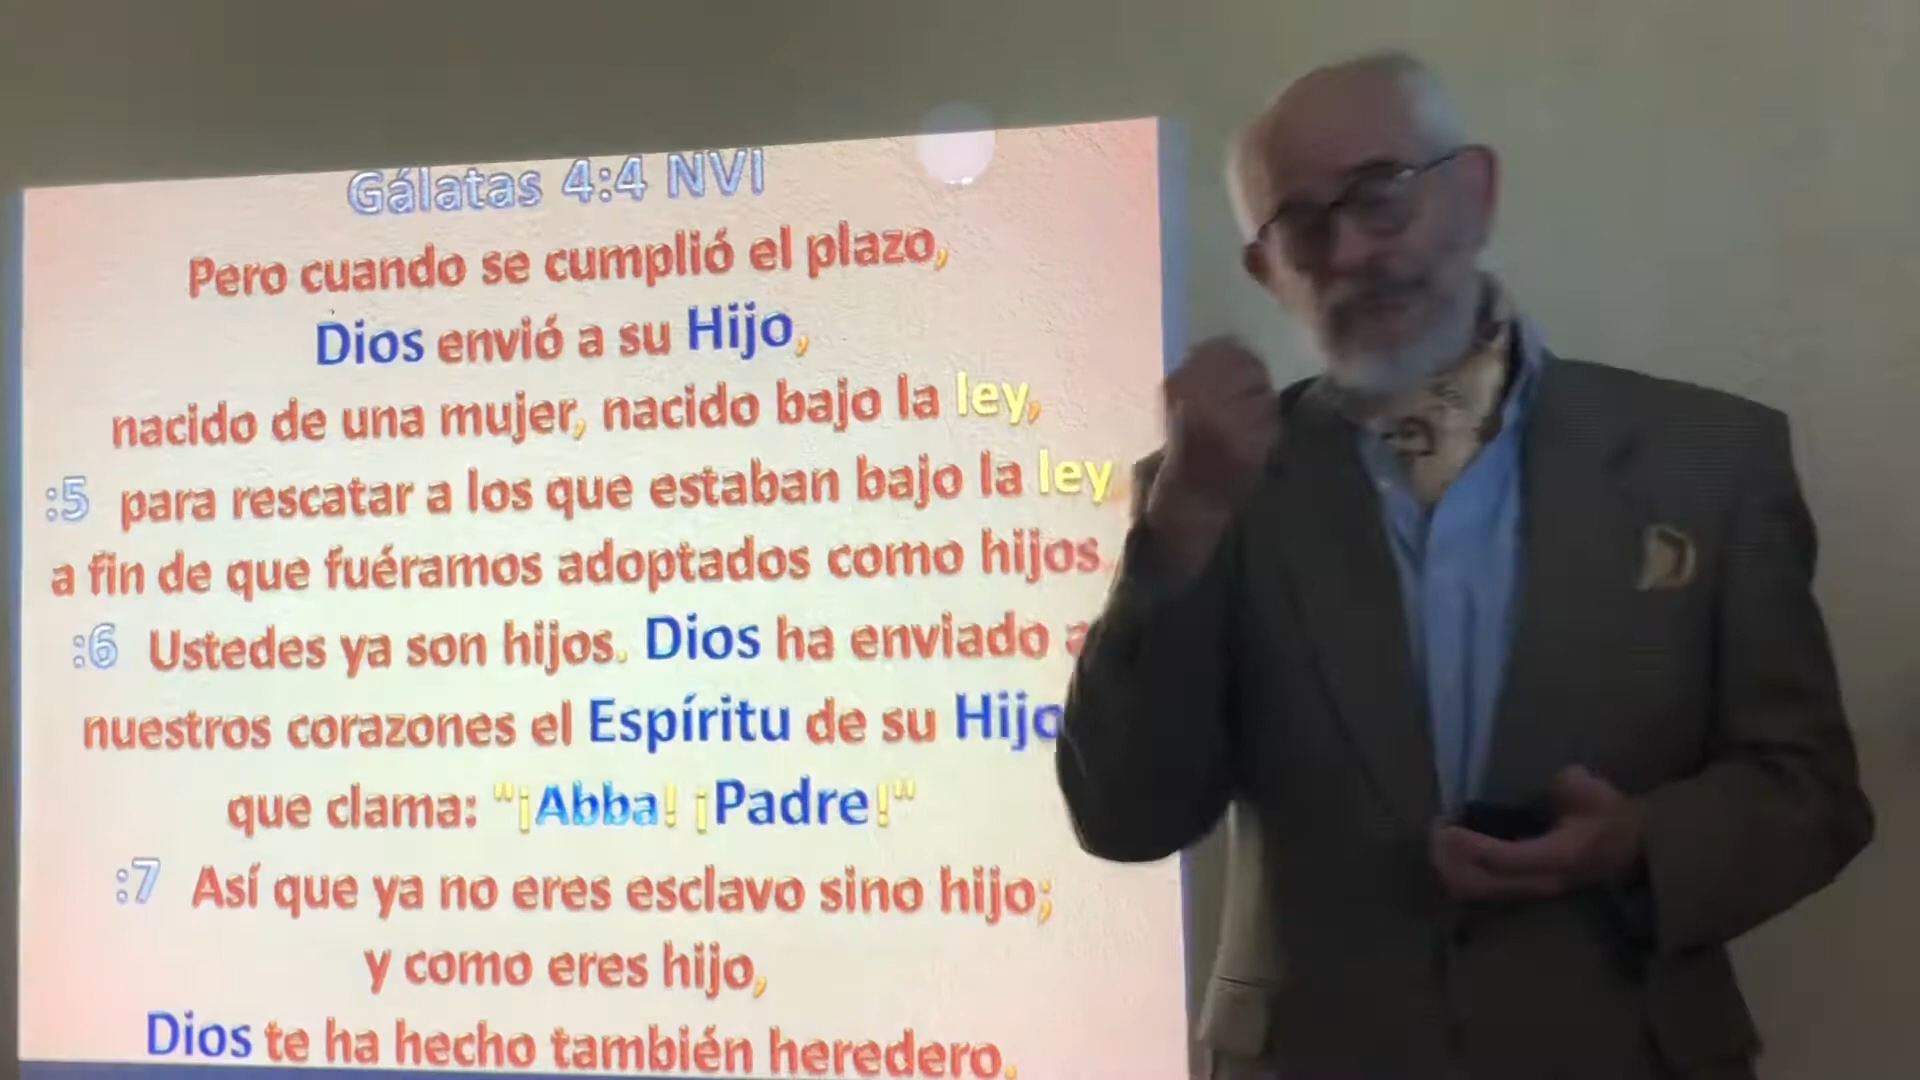 Gálatas 4:4 NVI
Pero cuando se cumplió el plazo,
Dios envió a su Hijo,
nacido de una mujer, nacido bajo la ley,
:5 para rescatar a los que estaban bajo la ley,
a fin de que fuéramos adoptados como hijos.
:6 Ustedes ya son hijos. Dios ha enviado a
nuestros corazones el Espíritu de su Hijo
que clama: "¡Abba! ¡Padre!"
:7 Así que ya no eres esclavo sino hijo;
y como eres hijo,
Dios te ha hecho también heredero.